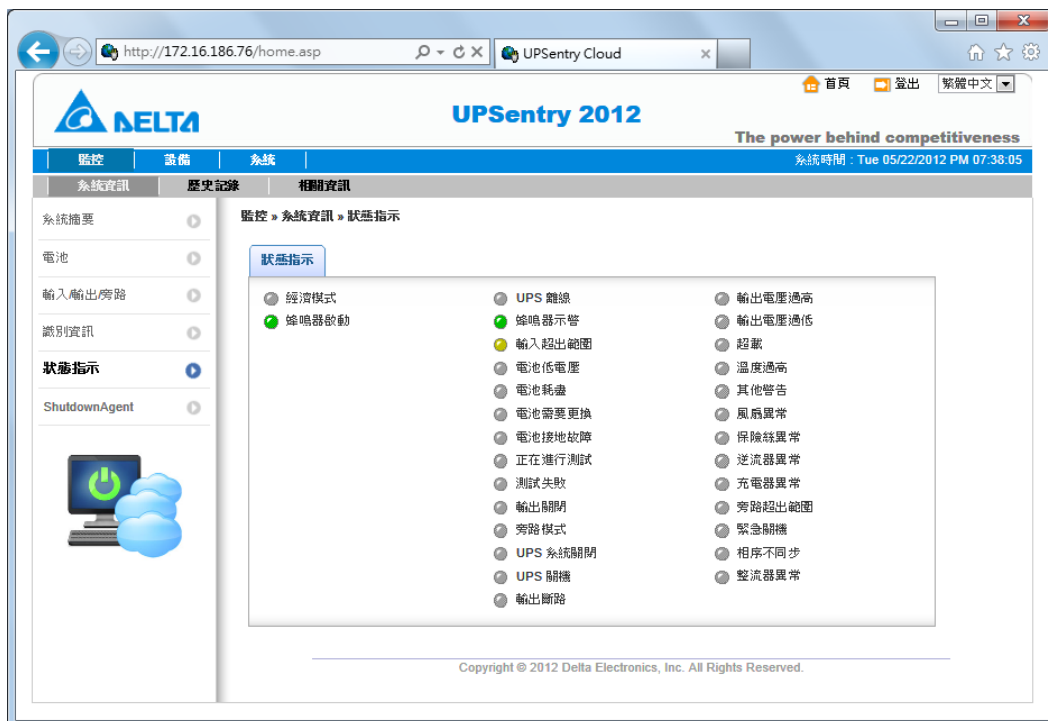 http://172.16.186.76/home.asp
UPSentry Cloud
首頁 登出 繁體中文
DELTA
UPSentry 2012
The power behind competitiveness
監控 設備 系統
系統時間 : Tue 05/22/2012 PM 07:38:05
系統資訊 歷史記錄 相關資訊
系統摘要
電池
輸入/輸出/旁路
識別資訊
狀態指示
ShutdownAgent
監控 » 系統資訊 » 狀態指示
狀態指示
經濟模式
蜂鳴器啟動
UPS 離線
蜂鳴器示警
輸入超出範圍
電池低電壓
電池耗盡
電池需要更換
電池接地故障
正在進行測試
測試失敗
輸出關閉
旁路模式
UPS 系統關閉
UPS 關機
輸出斷路
輸出電壓過高
輸出電壓過低
超載
溫度過高
其他警告
風扇異常
保險絲異常
逆流器異常
充電器異常
旁路超出範圍
緊急關機
相序不同步
整流器異常
Copyright © 2012 Delta Electronics, Inc. All Rights Reserved.